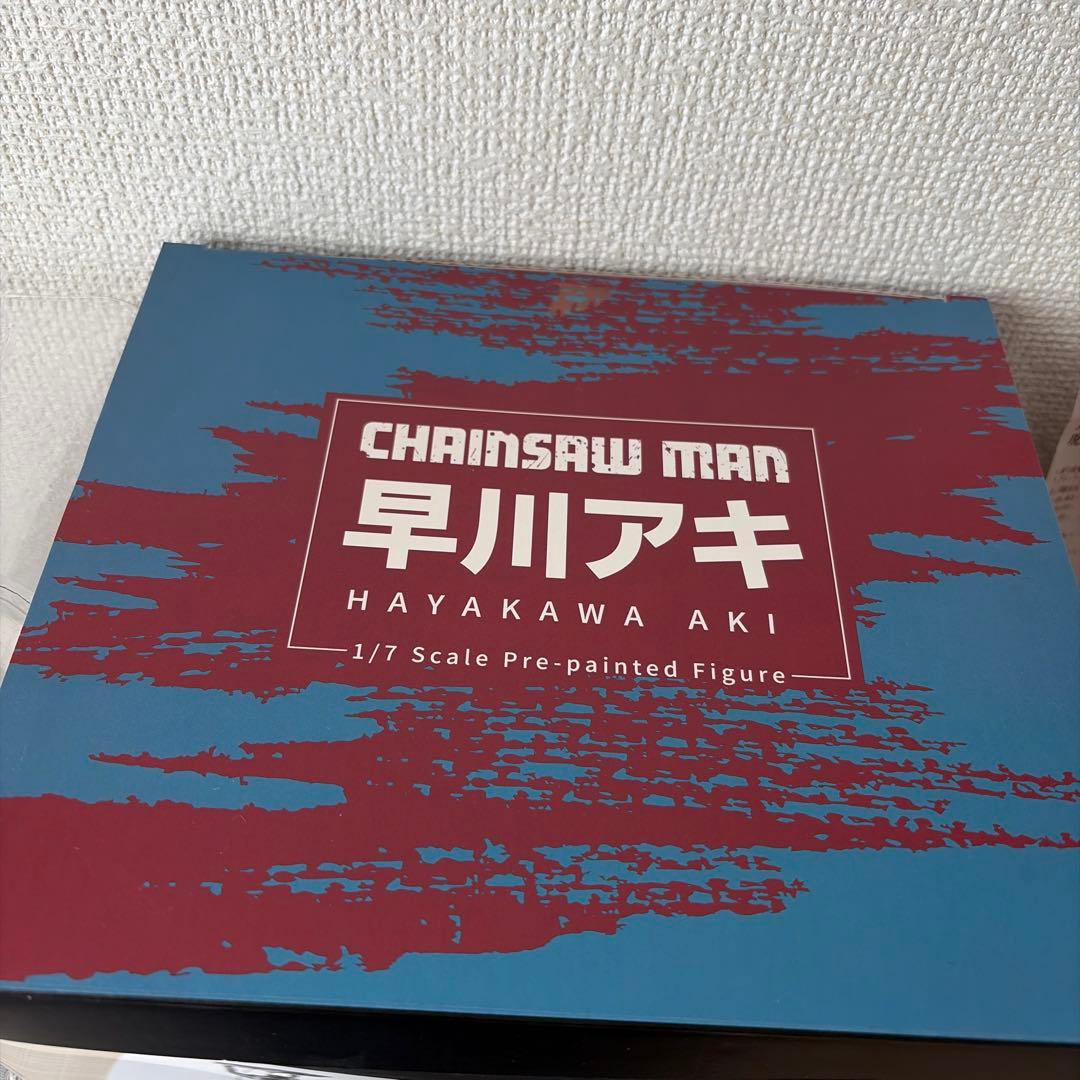 CHAINSAW MAN
早川アキ
HAYAKAWA AKI
1/7 Scale Pre-painted Figure